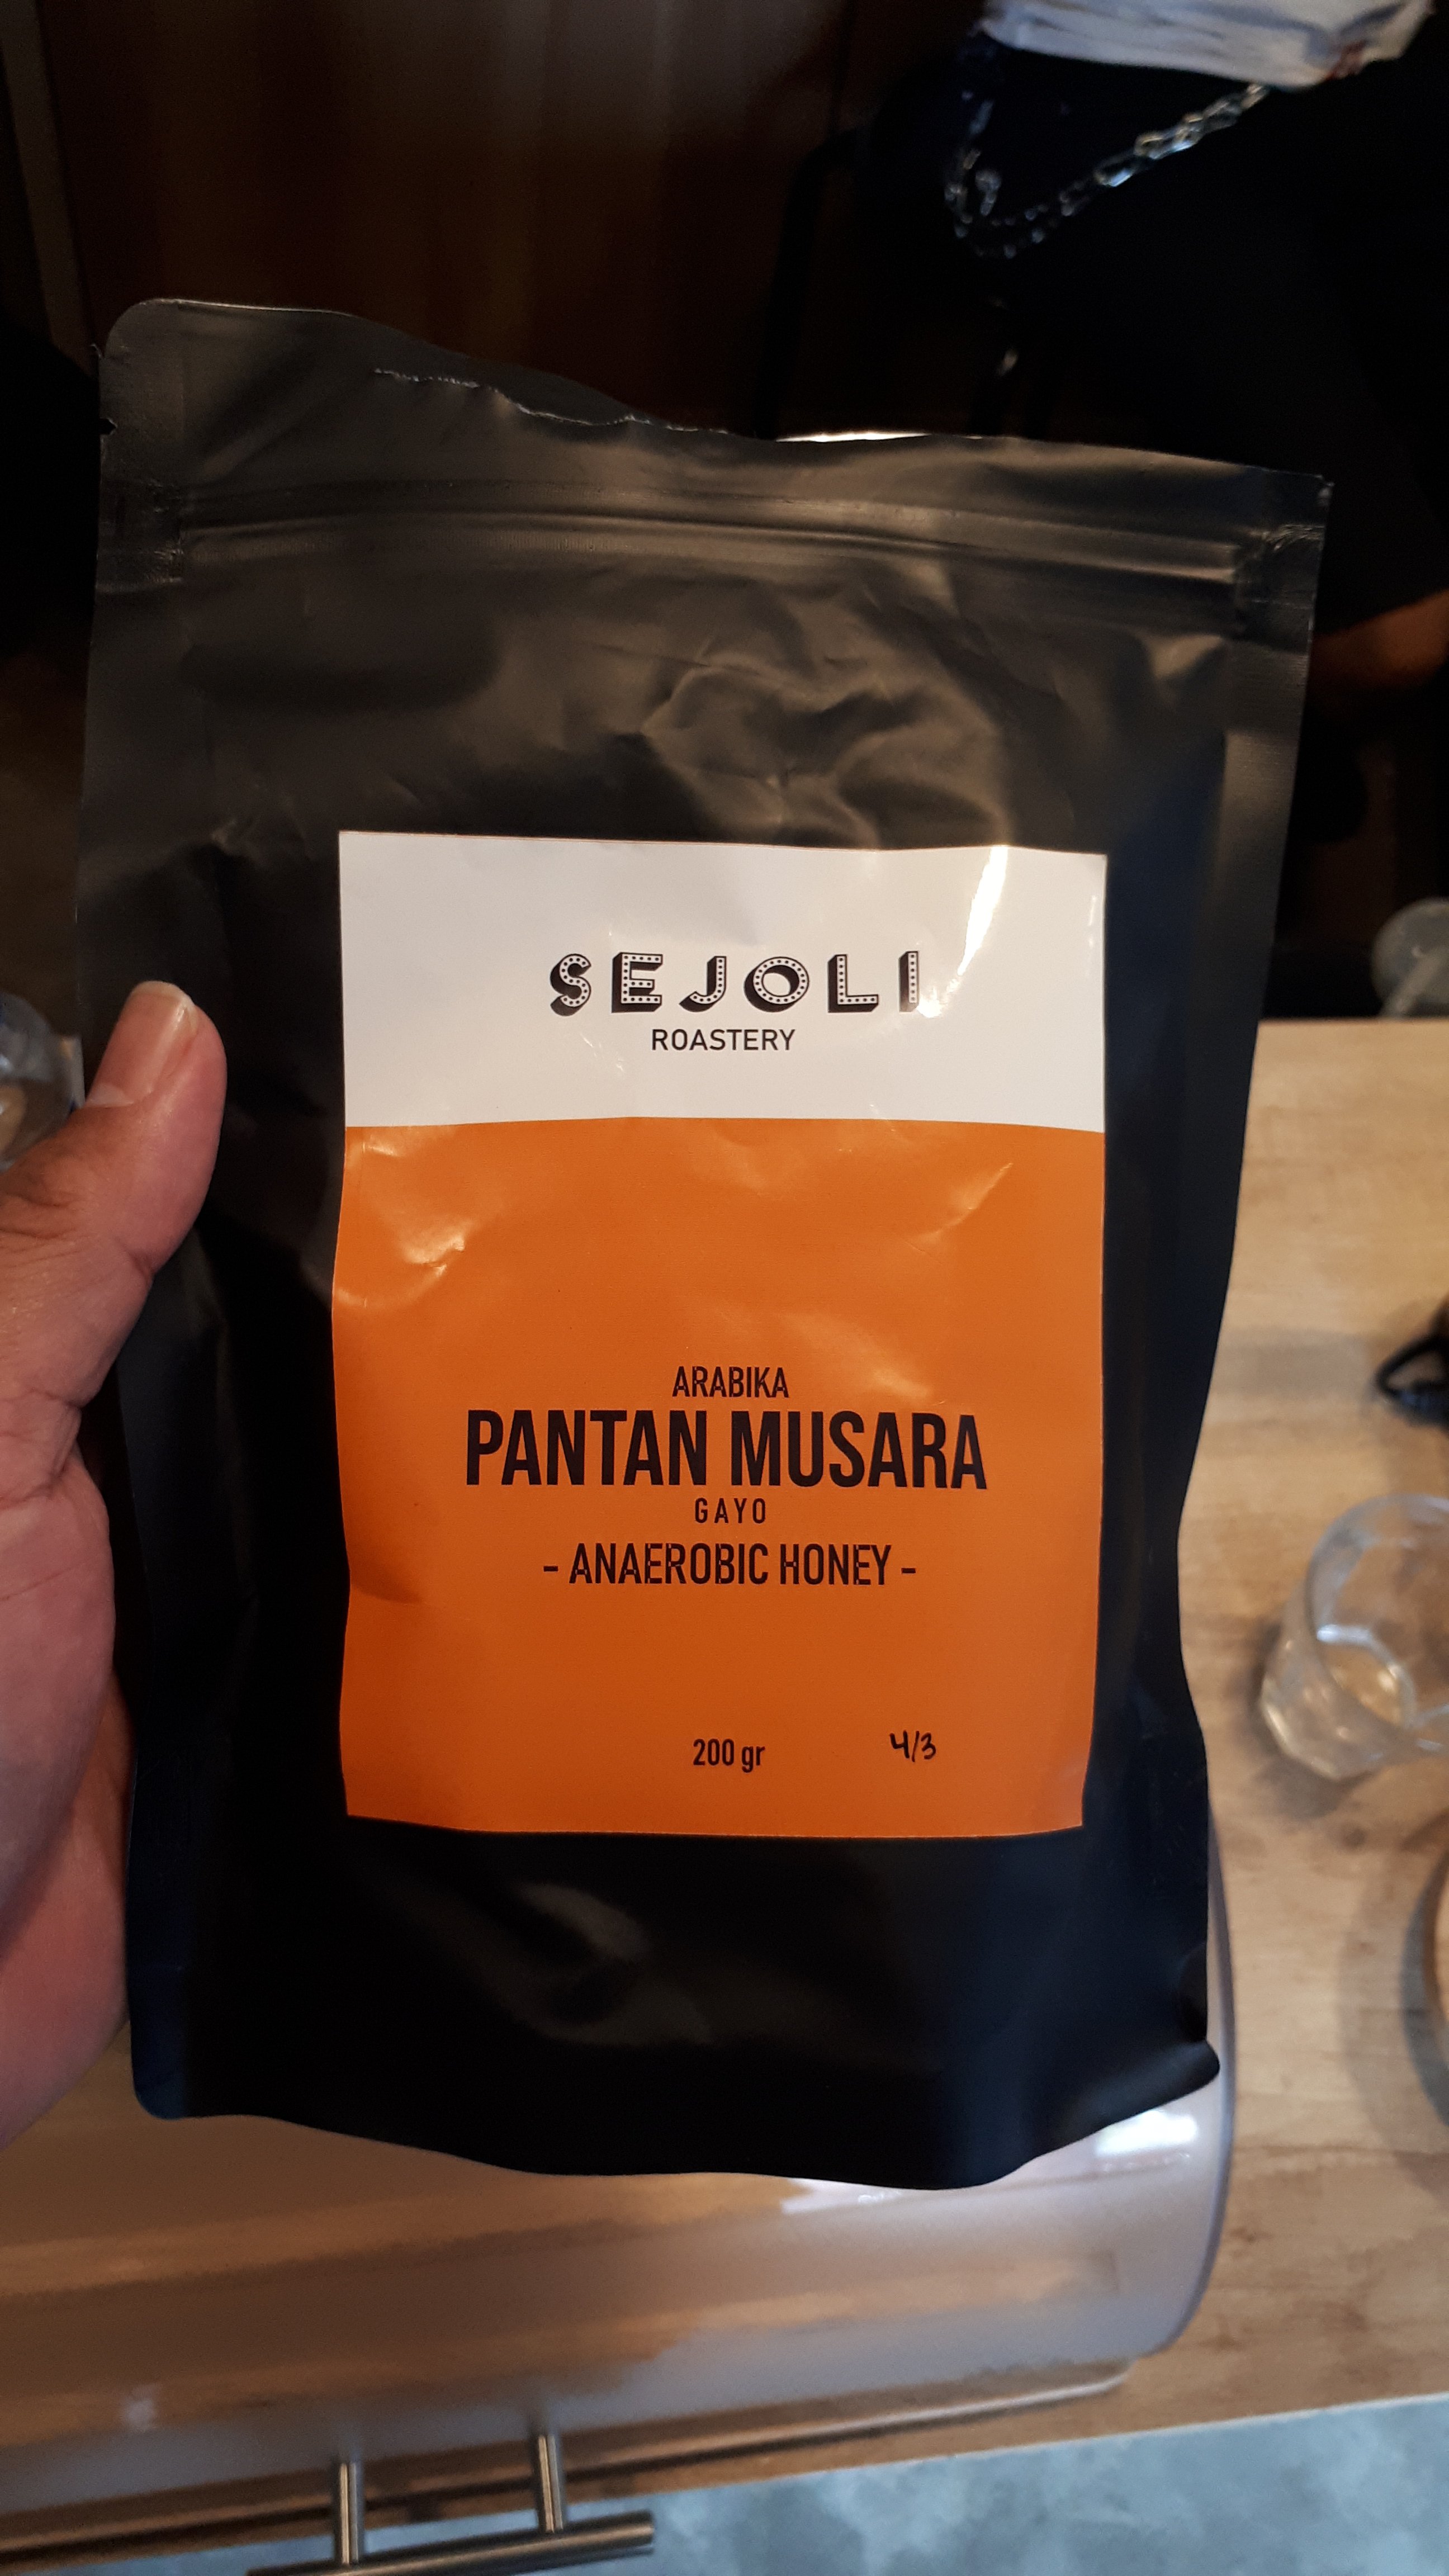 SEJOLI
ROASTERY
ARABIKA
PANTAN MUSARA
GAYO
- ANAEROBIC HONEY -
200 gr 4/3